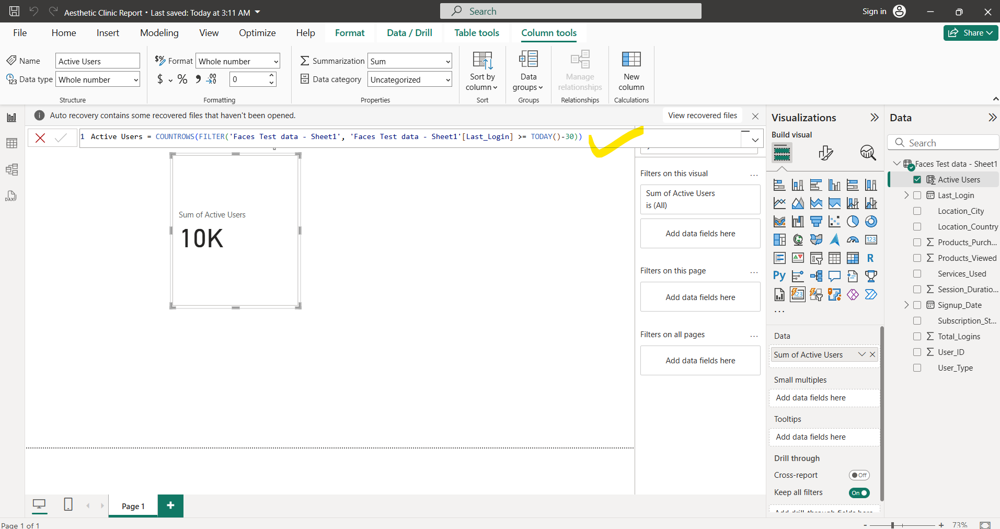 Aesthetic Clinic Report • Last saved: Today at 3:11 AM
Search
Sign in
File
Home
Insert
Modeling
View
Optimize
Help
Format
Data / Drill
Table tools
Column tools
Share
Name
Active Users
Data type
Whole number
Structure
Format
Whole number
$
%
0
Formatting
Summarization
Sum
Data category
Uncategorized
Properties
Sort by
column
Sort
Data
groups
Groups
Manage
relationships
Relationships
New
column
Calculations
Auto recovery contains some recovered files that haven't been opened.
View recovered files
1 Active Users = COUNTROWS(FILTER('Faces Test data - Sheet1', 'Faces Test data - Sheet1'[Last_Login] >= TODAY()-30))
Sum of Active Users
10K
Filters on this visual
...
Sum of Active Users
is (All)
Add data fields here
Filters on this page
...
Add data fields here
Filters on all pages
...
Add data fields here
Visualizations
Build visual
123
R
Py
123
...
Data
Sum of Active Users
Small multiples
Add data fields here
Tooltips
Add data fields here
Drill through
Cross-report
Off
Keep all filters
On
Add drill-through fields here
Data
Search
Faces Test data - Sheet1
Active Users
Last_Login
Location_City
Location_Country
Products_Purch...
Products_Viewed
Services_Used
Session_Duratio...
Signup_Date
Subscription_St...
Total_Logins
User_ID
User_Type
DAX
Page 1
+
Page 1 of 1
-
+
73%